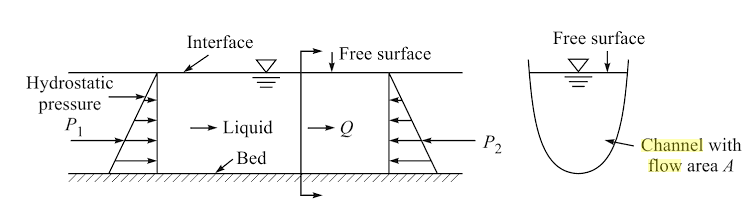 Interface
Free surface
Hydrostatic
pressure
P1
Liquid
Q
P2
Bed
Free surface
Channel with
flow area A